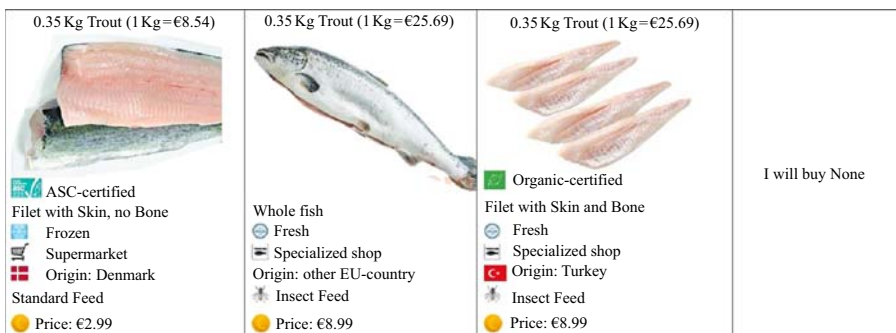 0.35 Kg Trout (1 Kg=€8.54)
ASC-certified
Filet with Skin, no Bone
Frozen
Supermarket
Origin: Denmark
Standard Feed
Price: €2.99
0.35 Kg Trout (1 Kg=€25.69)
Whole fish
Fresh
Specialized shop
Origin: other EU-country
Insect Feed
Price: €8.99
0.35 Kg Trout (1 Kg=€25.69)
Organic-certified
Filet with Skin and Bone
Fresh
Specialized shop
Origin: Turkey
Insect Feed
Price: €8.99
I will buy None